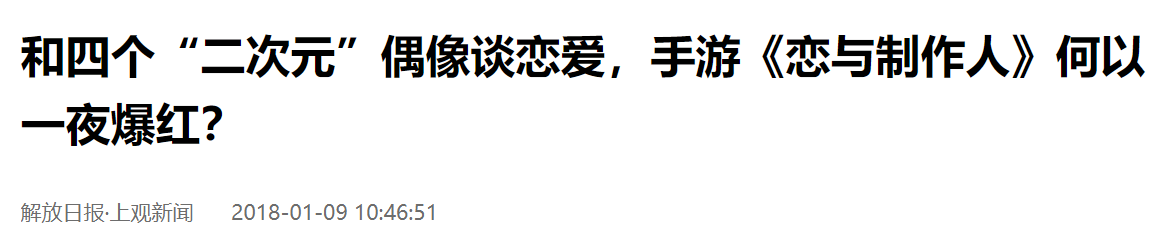 和四个“二次元”偶像谈恋爱，手游《恋与制作人》何以
一夜爆红？
解放日报·上观新闻 2018-01-09 10:46:51